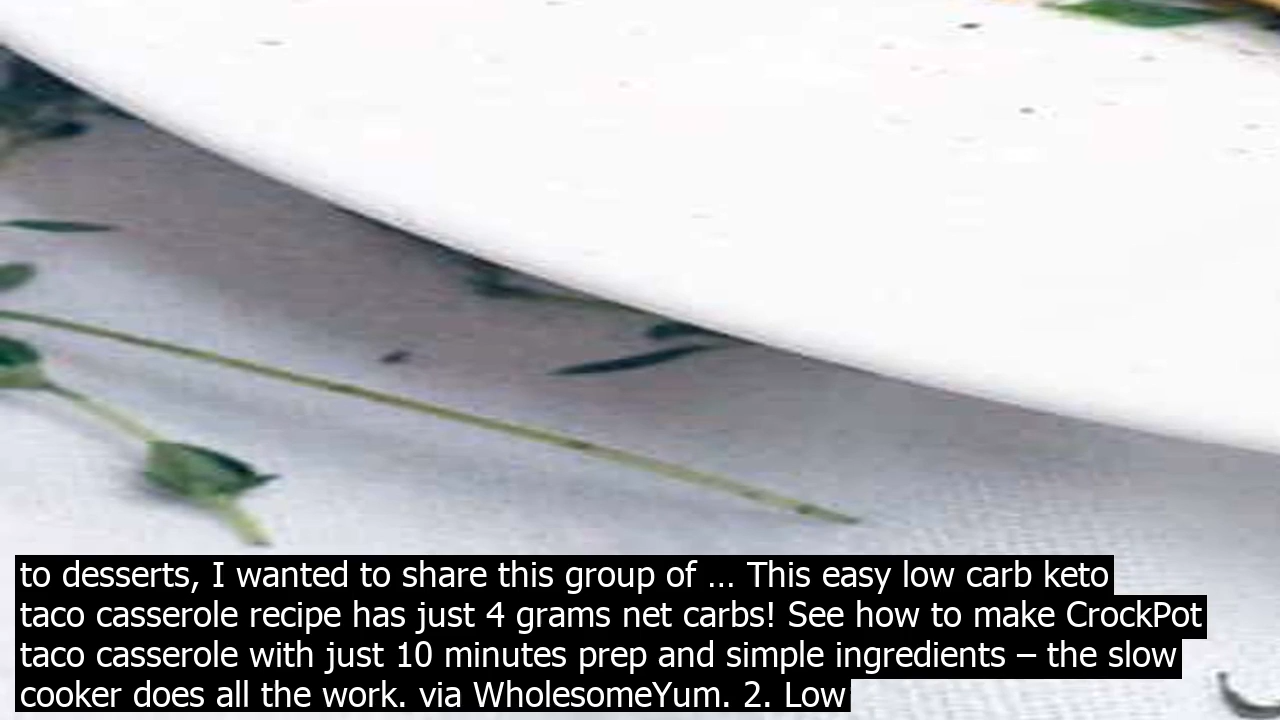 to desserts, I wanted to share this group of … This easy low carb keto
taco casserole recipe has just 4 grams net carbs! See how to make CrockPot
taco casserole with just 10 minutes prep and simple ingredients – the slow
cooker does all the work. via WholesomeYum. 2. Low